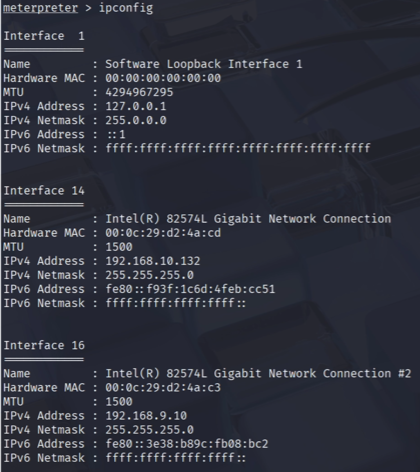 meterpreter > ipconfig
Interface  1
============
Name         : Software Loopback Interface 1
Hardware MAC : 00:00:00:00:00:00
MTU          : 4294967295
IPv4 Address : 127.0.0.1
IPv4 Netmask : 255.0.0.0
IPv6 Address : ::1
IPv6 Netmask : ffff:ffff:ffff:ffff:ffff:ffff:ffff:ffff
Interface 14
============
Name         : Intel(R) 82574L Gigabit Network Connection
Hardware MAC : 00:0c:29:d2:4a:cd
MTU          : 1500
IPv4 Address : 192.168.10.132
IPv4 Netmask : 255.255.255.0
IPv6 Address : fe80::f93f:1c6d:4feb:cc51
IPv6 Netmask : ffff:ffff:ffff:ffff::
Interface 16
============
Name         : Intel(R) 82574L Gigabit Network Connection #2
Hardware MAC : 00:0c:29:d2:4a:c3
MTU          : 1500
IPv4 Address : 192.168.9.10
IPv4 Netmask : 255.255.255.0
IPv6 Address : fe80::3e38:b89c:fb08:bc2
IPv6 Netmask : ffff:ffff:ffff:ffff::